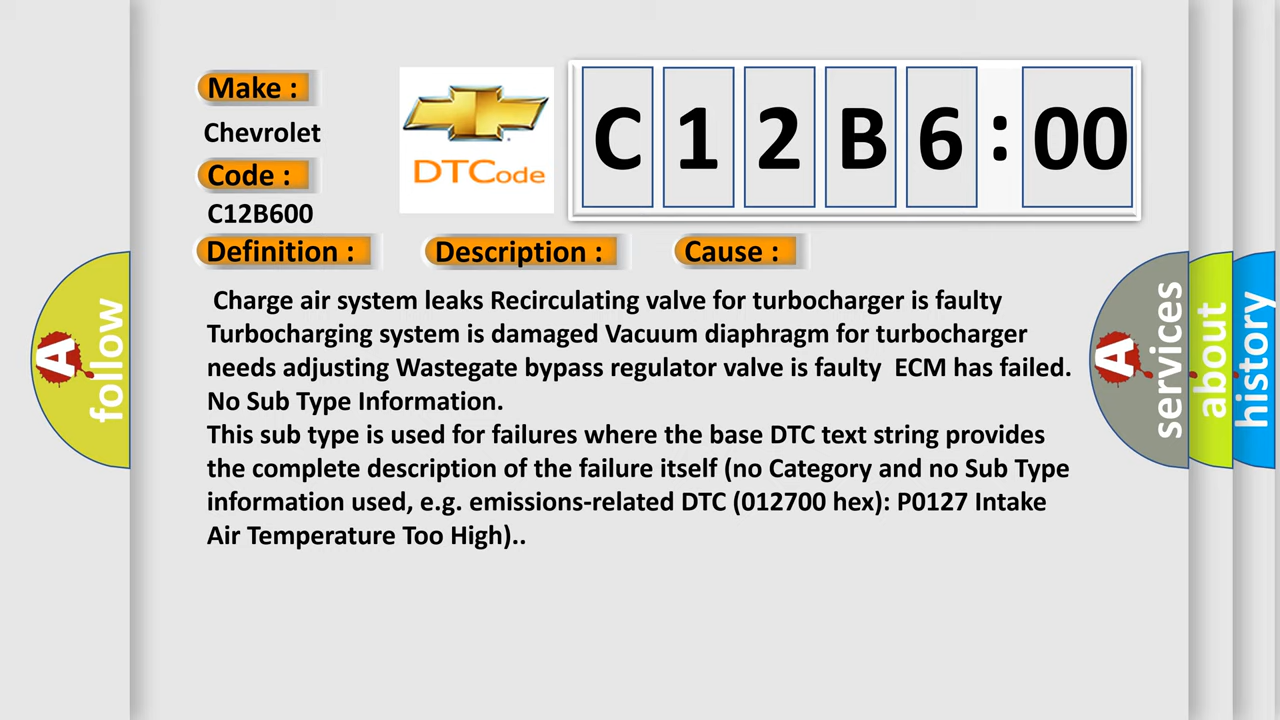 Make :
Chevrolet
Code :
C12B600
DTCode
C12B6:00
Definition :
Description :
Cause :
Charge air system leaks Recirculating valve for turbocharger is faulty
Turbocharging system is damaged Vacuum diaphragm for turbocharger
needs adjusting Wastegate bypass regulator valve is faulty  ECM has failed.
No Sub Type Information.
This sub type is used for failures where the base DTC text string provides
the complete description of the failure itself (no Category and no Sub Type
information used, e.g. emissions-related DTC (012700 hex): P0127 Intake
Air Temperature Too High)..
A follow
A services
about
history